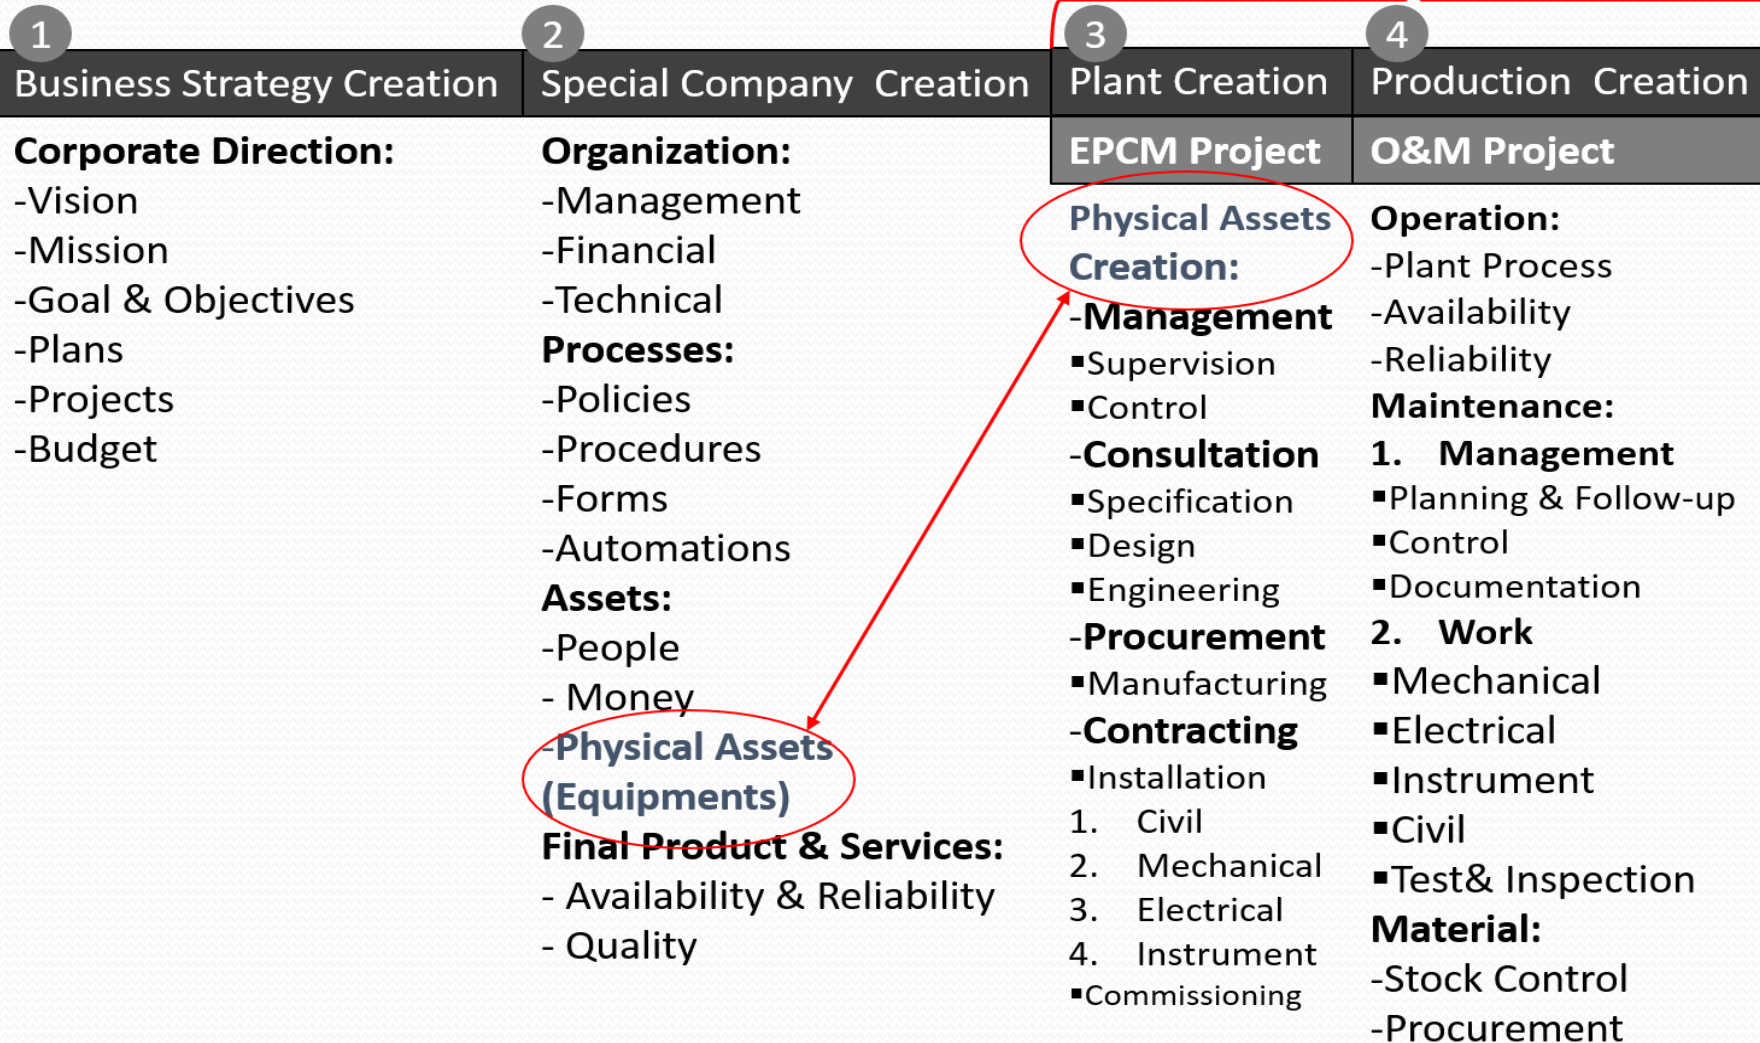 1
Business Strategy Creation
Corporate Direction:
-Vision
-Mission
-Goal & Objectives
-Plans
-Projects
-Budget
2
Special Company Creation
Organization:
-Management
-Financial
-Technical
Processes:
-Policies
-Procedures
-Forms
-Automations
Assets:
-People
- Money
-Physical Assets
(Equipments)
Final Product & Services:
- Availability & Reliability
- Quality
3
Plant Creation
EPCM Project
Physical Assets
Creation:
-Management
▪Supervision
▪Control
-Consultation
▪Specification
▪Design
▪Engineering
-Procurement
▪Manufacturing
-Contracting
▪Installation
1. Civil
2. Mechanical
3. Electrical
4. Instrument
▪Commissioning
4
Production Creation
O&M Project
Operation:
-Plant Process
-Availability
-Reliability
Maintenance:
1. Management
▪Planning & Follow-up
▪Control
▪Documentation
2. Work
▪Mechanical
▪Electrical
▪Instrument
▪Civil
▪Test& Inspection
Material:
-Stock Control
-Procurement